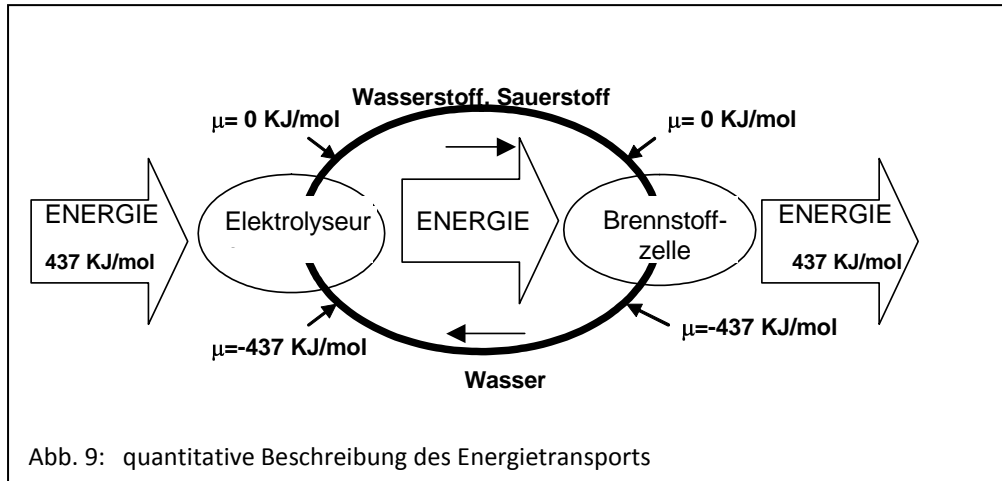 Wasserstoff, Sauerstoff
μ= 0 KJ/mol
μ= 0 KJ/mol
ENERGIE
437 KJ/mol
Elektrolyseur
ENERGIE
Brennstoff-
zelle
ENERGIE
437 KJ/mol
μ=-437 KJ/mol
μ=-437 KJ/mol
Wasser
Abb. 9: quantitative Beschreibung des Energietransports